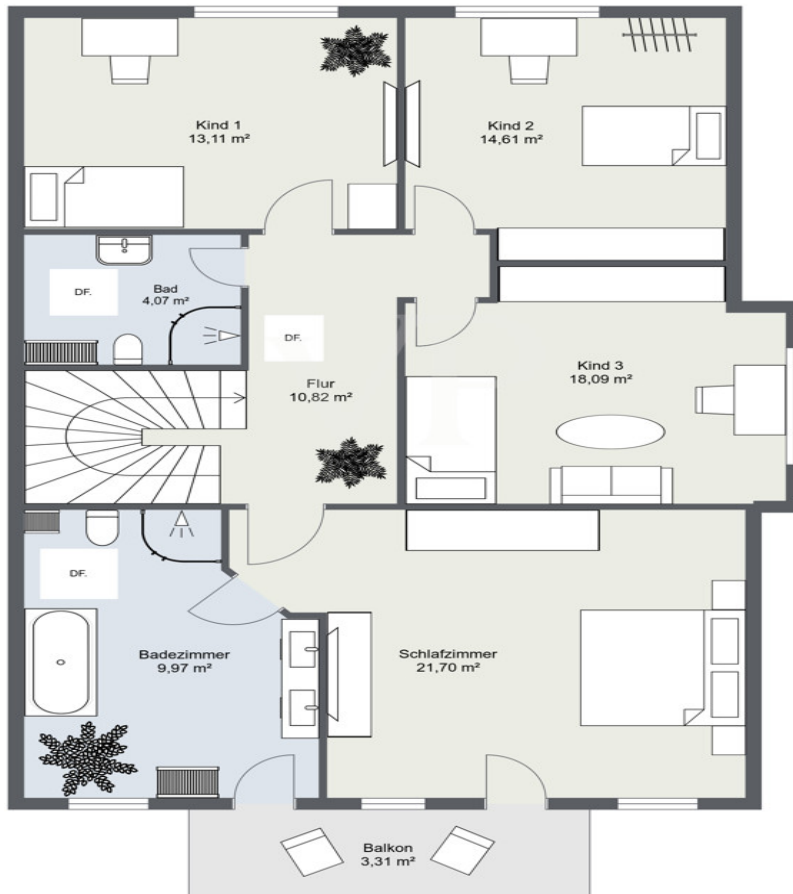 Kind 1
13,11 m²
Kind 2
14,61 m²
DF.
Bad
4,07 m²
DF.
Flur
10,82 m²
Kind 3
18,09 m²
DF.
Badezimmer
9,97 m²
Schlafzimmer
21,70 m²
Balkon
3,31 m²